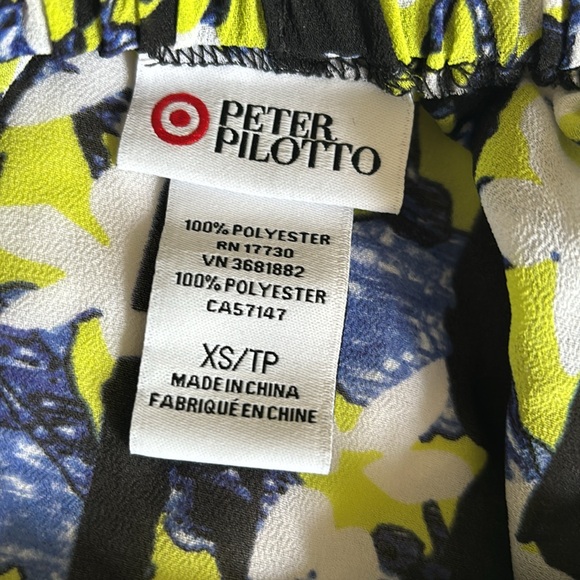 PETER
PILOTTO
100% POLYESTER
RN 17730
VN 3681882
100% POLYESTER
CA57147
XS/TP
MADE IN CHINA
FABRIQUÉ EN CHINE